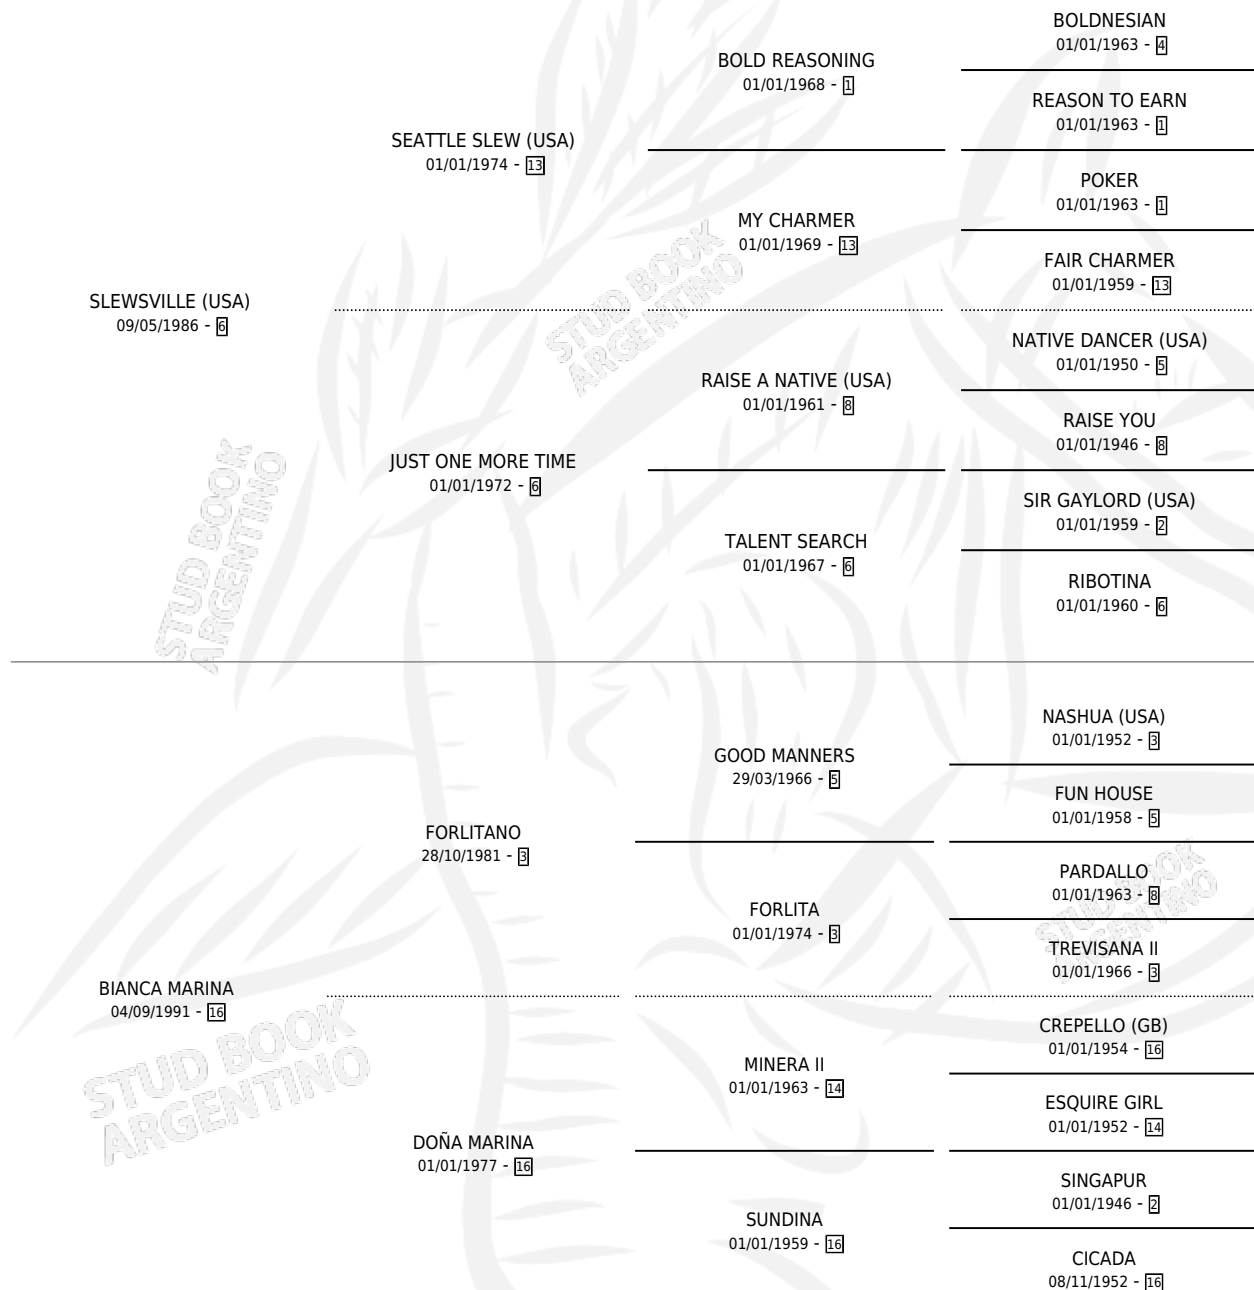 BOLDNESIAN
01/01/1963 - 4
BOLD REASONING
01/01/1968 - 1
REASON TO EARN
01/01/1963 - 1
SEATTLE SLEW (USA)
01/01/1974 - 13
POKER
01/01/1963 - 1
MY CHARMER
01/01/1969 - 13
FAIR CHARMER
01/01/1959 - 13
SLEWSVILLE (USA)
09/05/1986 - 6
NATIVE DANCER (USA)
01/01/1950 - 5
RAISE A NATIVE (USA)
01/01/1961 - 8
RAISE YOU
01/01/1946 - 8
JUST ONE MORE TIME
01/01/1972 - 6
SIR GAYLORD (USA)
01/01/1959 - 2
TALENT SEARCH
01/01/1967 - 6
RIBOTINA
01/01/1960 - 6
STUD BOOK
ARGENTINO
STUD BOOK
ARGENTINO
NASHUA (USA)
01/01/1952 - 3
GOOD MANNERS
29/03/1966 - 5
FUN HOUSE
01/01/1958 - 5
FORLITANO
28/10/1981 - 3
PARDALLO
01/01/1963 - 8
FORLITA
01/01/1974 - 3
TREVISANA II
01/01/1966 - 3
BIANCA MARINA
04/09/1991 - 16
CREPELLO (GB)
01/01/1954 - 16
MINERA II
01/01/1963 - 14
ESQUIRE GIRL
01/01/1952 - 14
DOÑA MARINA
01/01/1977 - 16
SINGAPUR
01/01/1946 - 2
SUNDINA
01/01/1959 - 16
CICADA
08/11/1952 - 16
STUD BOOK
ARGENTINO
STUD BOOK
ARGENTINO